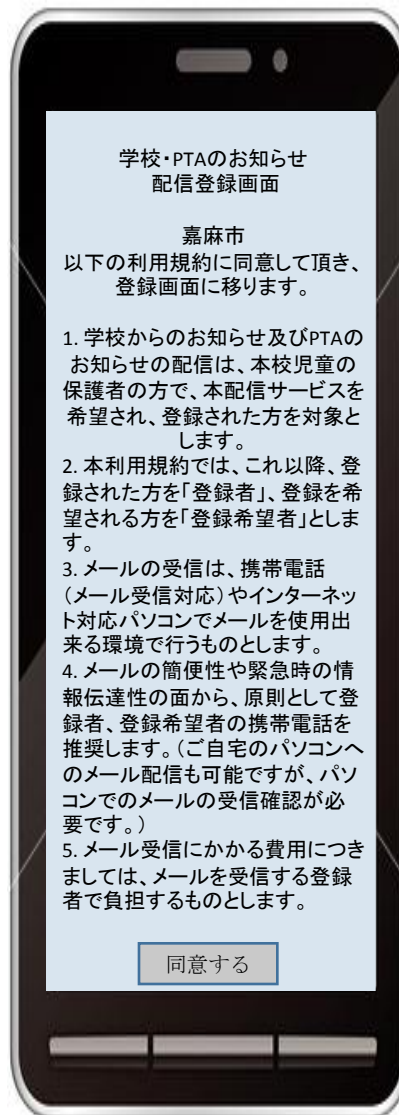 学校・PTAのお知らせ
配信登録画面
嘉麻市
以下の利用規約に同意して頂き、
登録画面に移ります。
1. 学校からのお知らせ及びPTAの
お知らせの配信は、本校児童の
保護者の方で、本配信サービスを
希望され、登録された方を対象と
します。
2. 本利用規約では、これ以降、登
録された方を「登録者」、登録を希
望される方を「登録希望者」としま
す。
3. メールの受信は、携帯電話
（メール受信対応）やインターネッ
ト対応パソコンでメールを使用出
来る環境で行うものとします。
4. メールの簡便性や緊急時の情
報伝達性の面から、原則として登
録者、登録希望者の携帯電話を
推奨します。（ご自宅のパソコンへ
のメール配信も可能ですが、パソ
コンでのメールの受信確認が必
要です。）
5. メール受信にかかる費用につき
ましては、メールを受信する登録
者で負担するものとします。
同意する